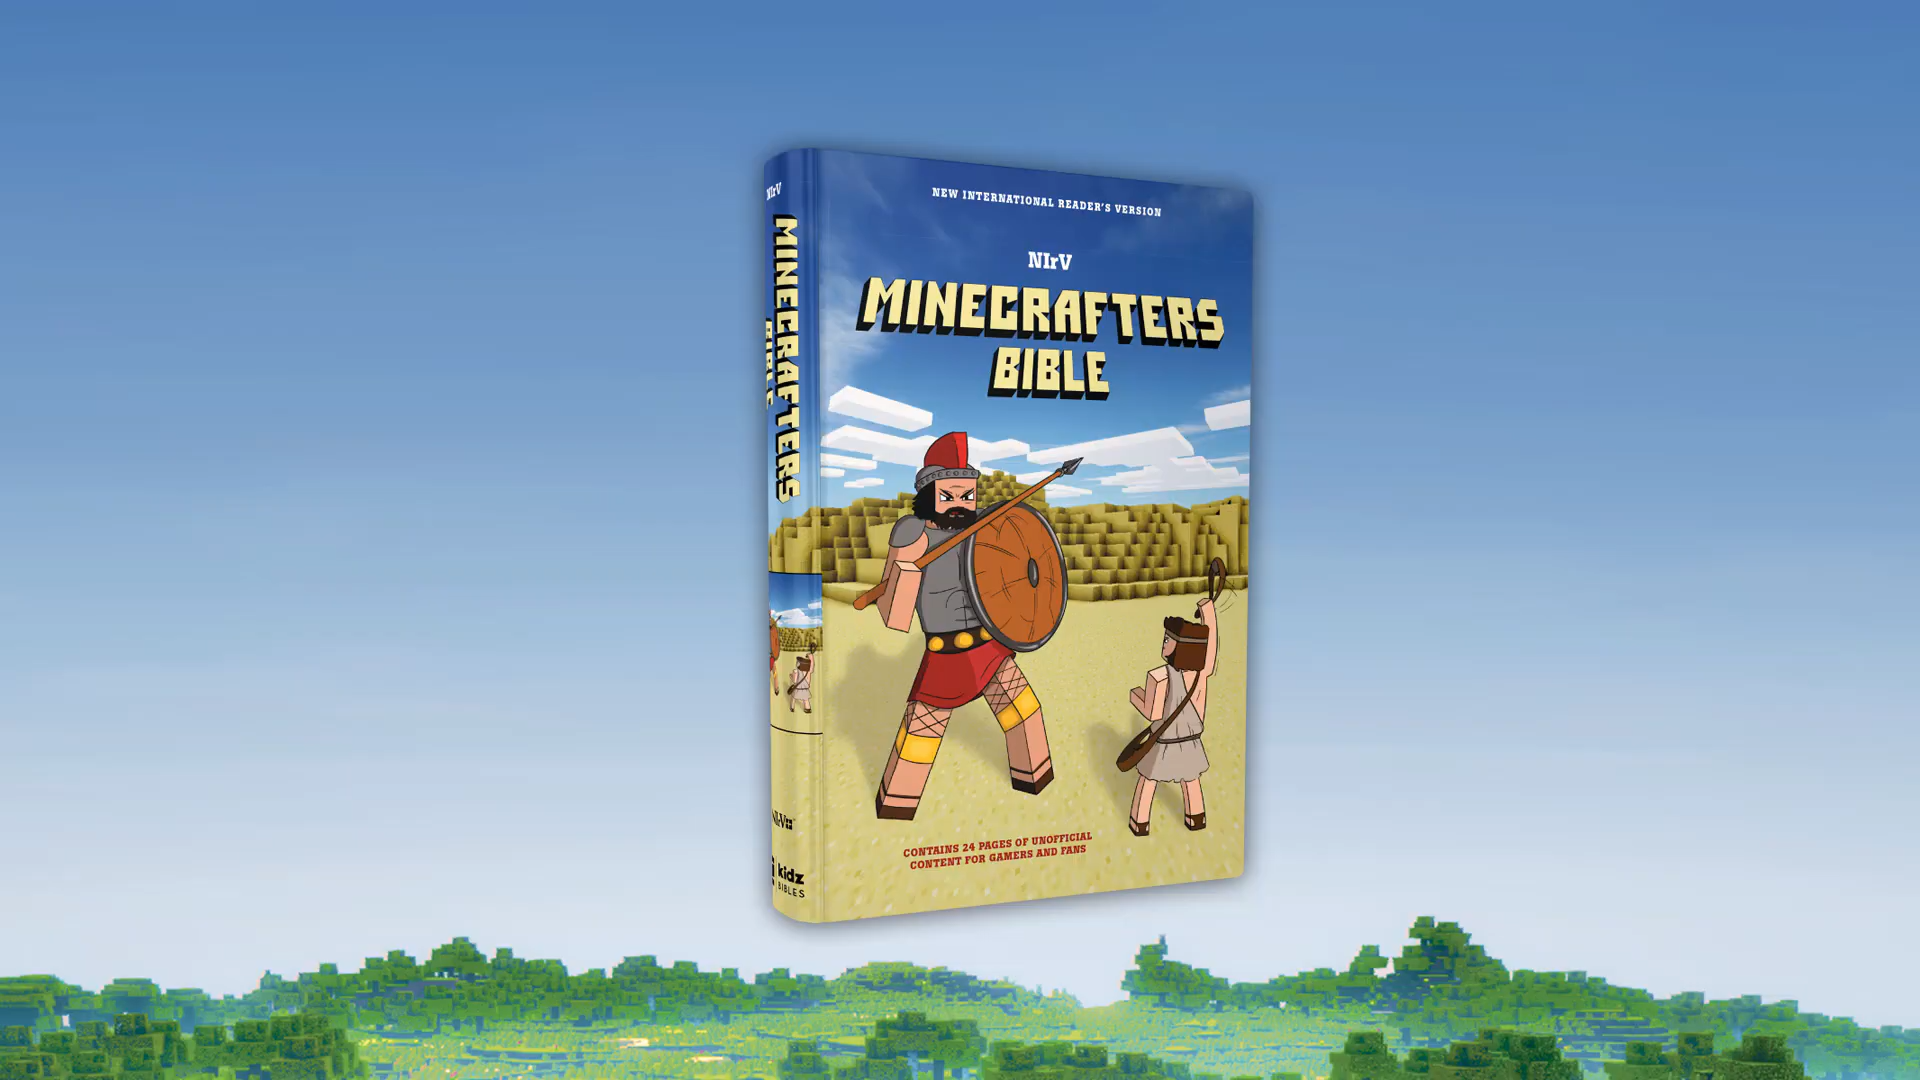 NIrV
MINECRAFTERS
BIBLE
kidz
BIBLES
NEW INTERNATIONAL READER'S VERSION
NIrV
MINECRAFTERS
BIBLE
CONTAINS 24 PAGES OF UNOFFICIAL
CONTENT FOR GAMERS AND FANS